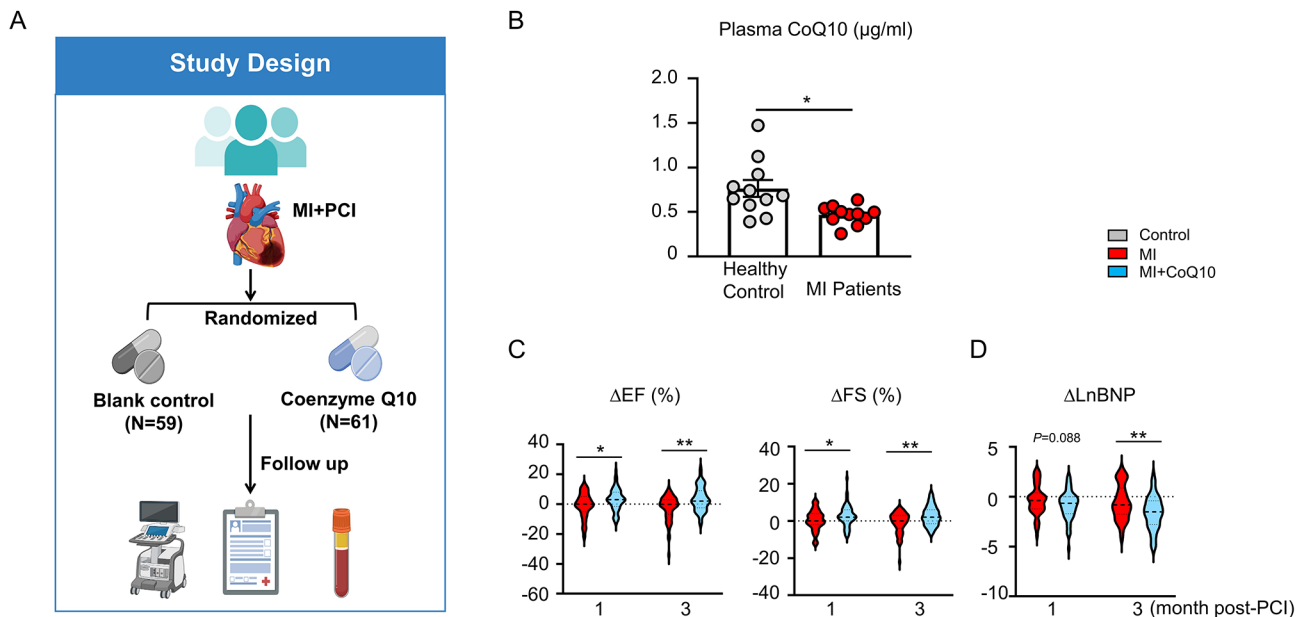 A
Study Design
MI+PCI
Randomized
Blank control
(N=59)
Coenzyme Q10
(N=61)
Follow up
B
Plasma CoQ10 (μg/ml)
2.0
1.5
1.0
0.5
0
*
Healthy
Control
MI Patients
Control
MI
MI+CoQ10
C
ΔEF (%)
40
20
0
-20
-40
-60
*
**
1
3
ΔFS (%)
40
20
0
-20
-40
*
**
1
3
D
ΔLnBNP
5
0
-5
-10
P=0.088
**
1
3 (month post-PCI)